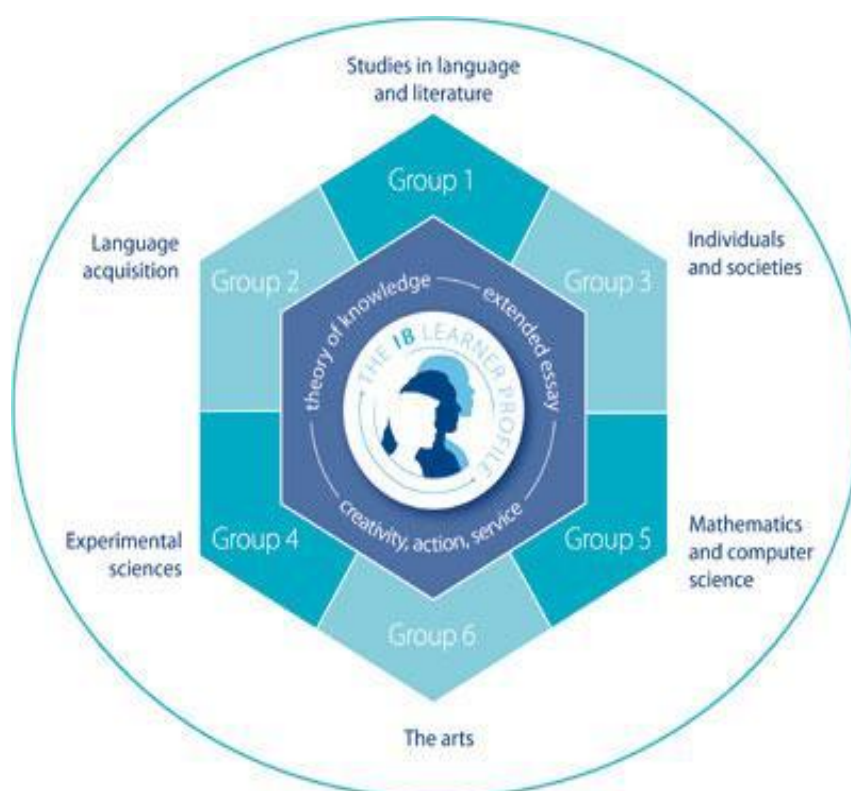 Studies in language
and literature
Group 1
Language
acquisition
Group 2
Individuals
and societies
Group 3
theory of knowledge
extended essay
THE IB LEARNER PROFILE
creativity, action, service
Experimental
sciences
Group 4
Mathematics
and computer
science
Group 5
Group 6
The arts